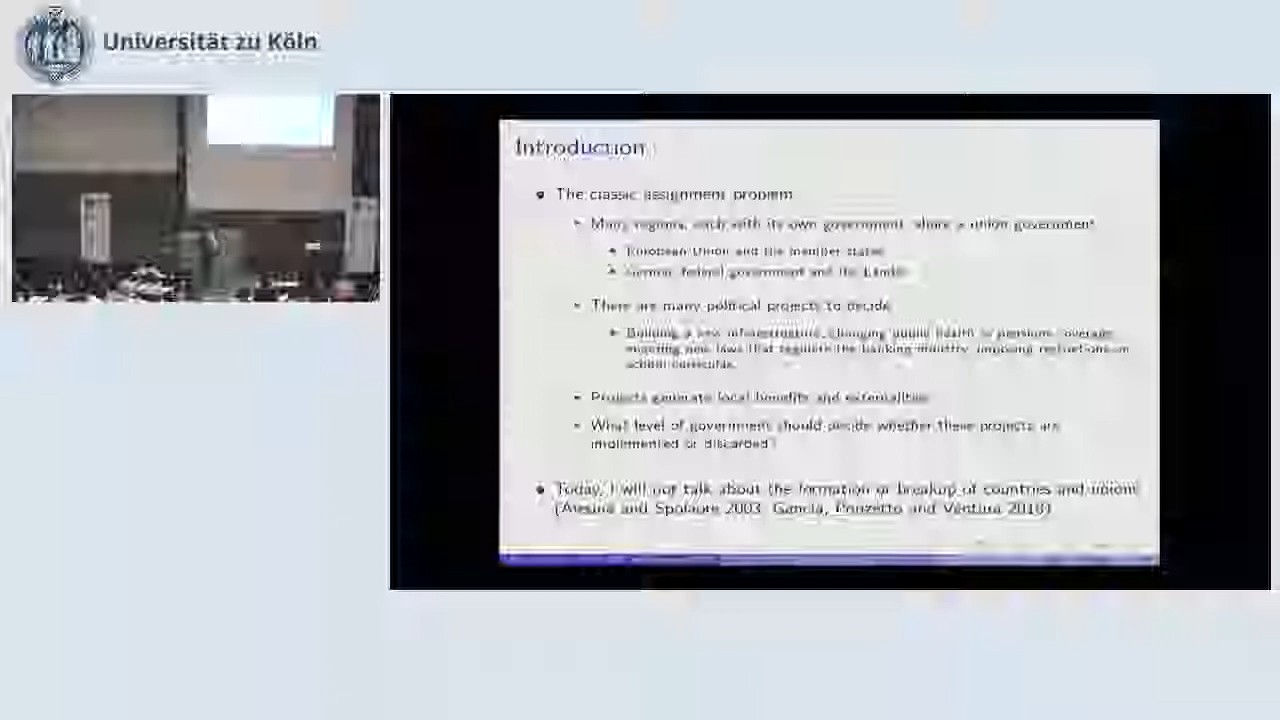 Universität zu Köln
Introduction
The classic assignment problem
Many regions, each with its own government, share a union government
European Union and the member states
German federal government and the Länder
There are many political projects to decide
Building a new infrastructure, changing public health or pensions coverage,
enacting new laws that regulate the banking industry, imposing restrictions on
school curricula.
Projects generate local benefits and externalities
What level of government should decide whether these projects are
implemented or discarded?
Today, I will not talk about the formation or breakup of countries and unions
(Alesina and Spolaore 2003, Gancia, Ponzetto and Ventura